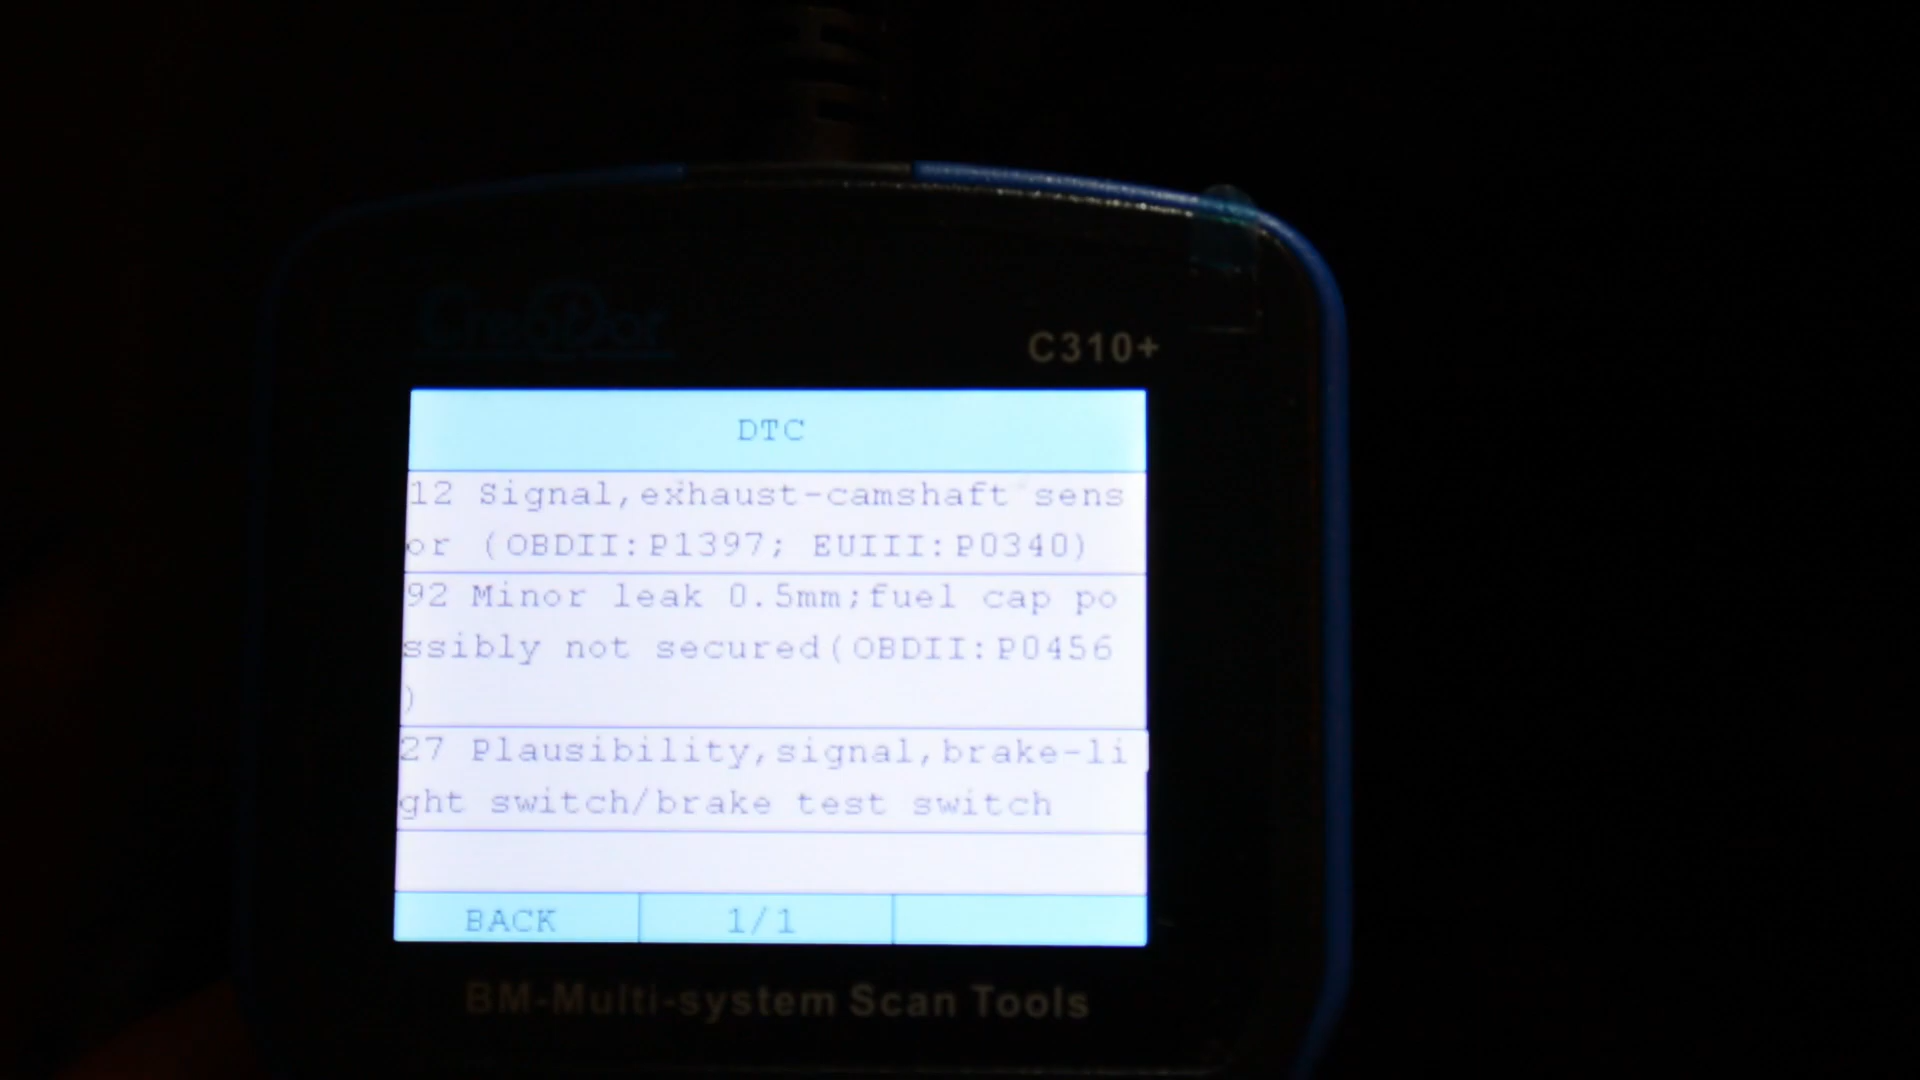 Creator
C310+
DTC
12 Signal,exhaust-camshaft sens
or (OBDII:P1397; EUIII:P0340)
92 Minor leak 0.5mm;fuel cap po
ssibly not secured(OBDII:P0456
)
27 Plausibility,signal,brake-li
ght switch/brake test switch
BACK
1/1
BM-Multi-system Scan Tools